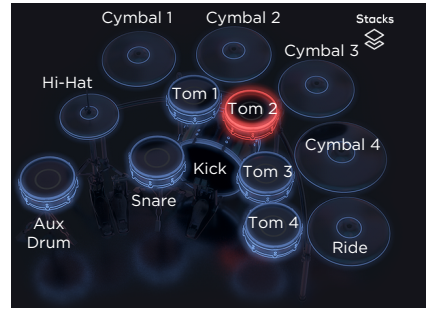 Cymbal 1
Cymbal 2
Stacks
Cymbal 3
Hi-Hat
Tom 1
Tom 2
Cymbal 4
Kick
Tom 3
Snare
Aux
Drum
Tom 4
Ride